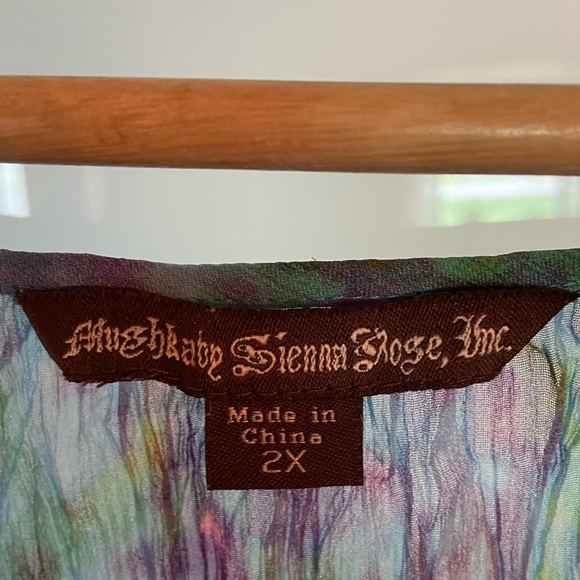 Mushkaby Sienna Rose, Inc.
Made in
China
2X